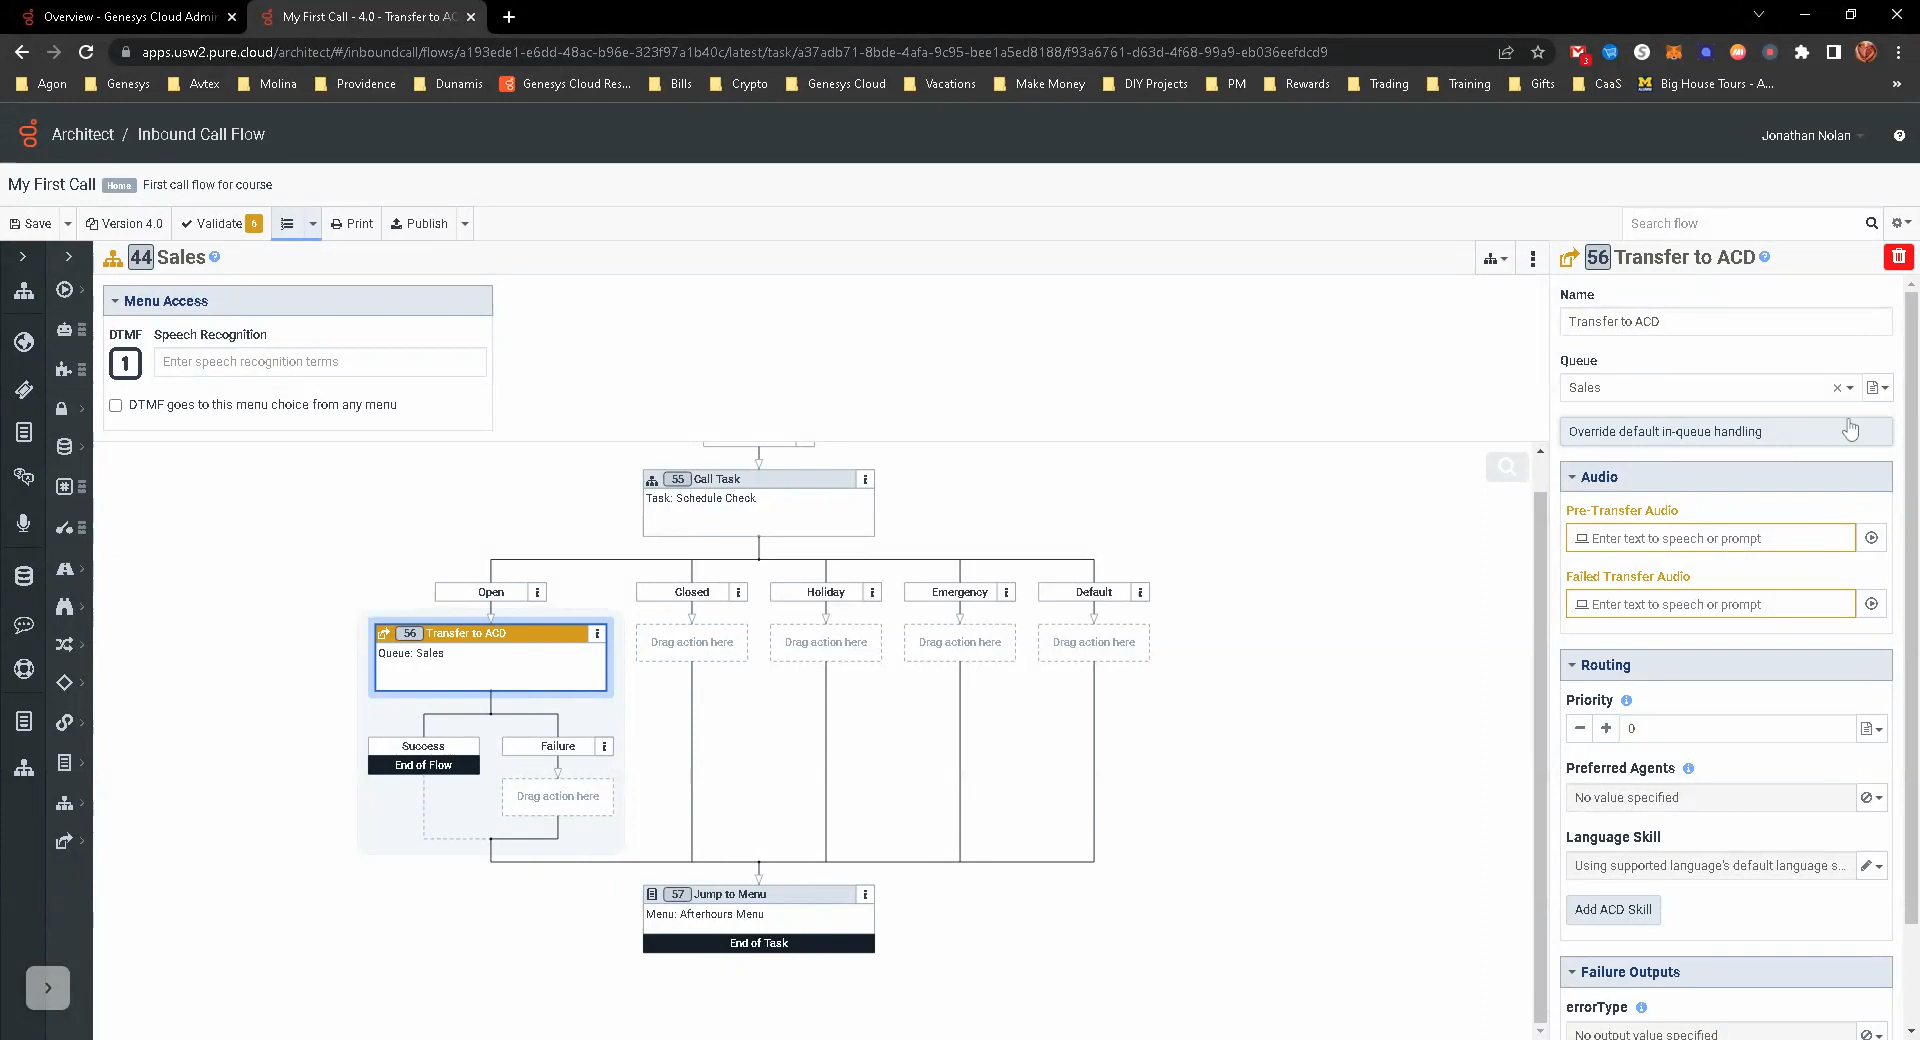 Overview - Genesys Cloud Admin
My First Call - 4.0 - Transfer to AC
apps.usw2.pure.cloud/architect/#/inboundcall/flows/a193ede1-e6dd-48ac-b96e-323f97a1b40c/latest/task/a37adb71-8bde-4afa-9c95-bee1a5ed8188/f93a6761-d63d-4f68-99a9-eb036eefdcd9
3
Agon
Genesys
Avtex
Molina
Providence
Dunamis
Genesys Cloud Res...
Bills
Crypto
Genesys Cloud
Vacations
Make Money
DIY Projects
PM
Rewards
Trading
Training
Gifts
CaaS
Big House Tours - A...
Architect / Inbound Call Flow
Jonathan Nolan
My First Call Home First call flow for course
Save
Version 4.0
Validate 6
Print
Publish
Search flow
44 Sales
Menu Access
DTMF Speech Recognition
1
Enter speech recognition terms
DTMF goes to this menu choice from any menu
55 Call Task
Task: Schedule Check
Open
Closed
Holiday
Emergency
Default
56 Transfer to ACD
Queue: Sales
Drag action here
Drag action here
Drag action here
Drag action here
Success
End of Flow
Failure
Drag action here
57 Jump to Menu
Menu: Afterhours Menu
End of Task
56 Transfer to ACD
Name
Transfer to ACD
Queue
Sales
Override default in-queue handling
Audio
Pre-Transfer Audio
Enter text to speech or prompt
Failed Transfer Audio
Enter text to speech or prompt
Routing
Priority
0
Preferred Agents
No value specified
Language Skill
Using supported language's default language s...
Add ACD Skill
Failure Outputs
errorType
No output value specified